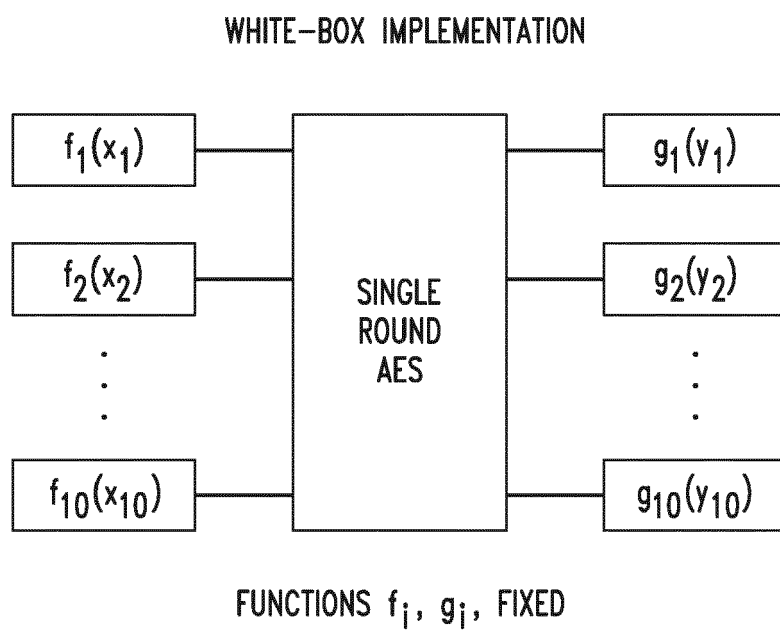 WHITE-BOX IMPLEMENTATION
f₁(x₁)
g₁(y₁)
f₂(x₂)
SINGLE
ROUND
AES
g₂(y₂)
f₁₀(x₁₀)
g₁₀(y₁₀)
FUNCTIONS fᵢ, gᵢ, FIXED